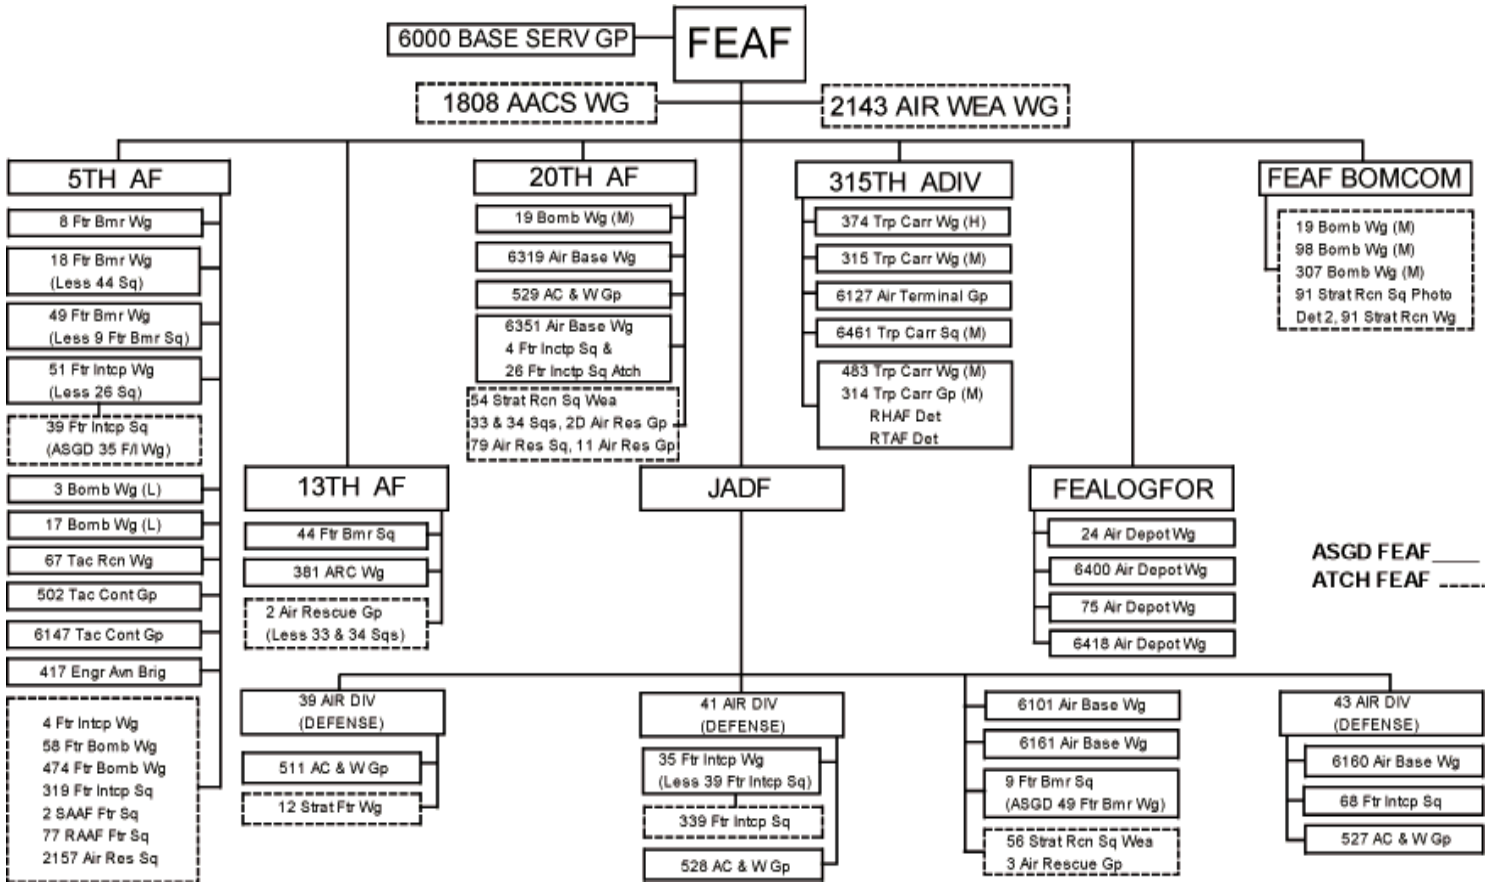 6000 BASE SERV GP
FEAF
1808 AACS WG
2143 AIR WEA WG
5TH AF
8 Ftr Bmr Wg
18 Ftr Bmr Wg
(Less 44 Sq)
49 Ftr Bmr Wg
(Less 9 Ftr Bmr Sq)
51 Ftr Intcp Wg
(Less 26 Sq)
39 Ftr Intcp Sq
(ASGD 35 F/I Wg)
3 Bomb Wg (L)
17 Bomb Wg (L)
67 Tac Rcn Wg
502 Tac Cont Gp
6147 Tac Cont Gp
417 Engr Avn Brig
4 Ftr Intcp Wg
58 Ftr Bomb Wg
474 Ftr Bomb Wg
319 Ftr Intcp Sq
2 SAAF Ftr Sq
77 RAAF Ftr Sq
2157 Air Res Sq
13TH AF
44 Ftr Bmr Sq
381 ARC Wg
2 Air Rescue Gp
(Less 33 & 34 Sqs)
20TH AF
19 Bomb Wg (M)
6319 Air Base Wg
529 AC & W Gp
6351 Air Base Wg
4 Ftr Inctp Sq &
26 Ftr Inctp Sq Atch
54 Strat Rcn Sq Wea
33 & 34 Sqs, 2D Air Res Gp
79 Air Res Sq, 11 Air Res Gp
JADF
315TH ADIV
374 Trp Carr Wg (H)
315 Trp Carr Wg (M)
6127 Air Terminal Gp
6461 Trp Carr Sq (M)
483 Trp Carr Wg (M)
314 Trp Carr Gp (M)
RHAF Det
RTAF Det
FEALOGFOR
24 Air Depot Wg
6400 Air Depot Wg
75 Air Depot Wg
6418 Air Depot Wg
FEAF BOMCOM
19 Bomb Wg (M)
98 Bomb Wg (M)
307 Bomb Wg (M)
91 Strat Rcn Sq Photo
Det 2, 91 Strat Rcn Wg
ASGD FEAF____
ATCH FEAF -----
39 AIR DIV
(DEFENSE)
511 AC & W Gp
12 Strat Ftr Wg
41 AIR DIV
(DEFENSE)
35 Ftr Intcp Wg
(Less 39 Ftr Intcp Sq)
339 Ftr Intcp Sq
528 AC & W Gp
6101 Air Base Wg
6161 Air Base Wg
9 Ftr Bmr Sq
(ASGD 49 Ftr Bmr Wg)
56 Strat Rcn Sq Wea
3 Air Rescue Gp
43 AIR DIV
(DEFENSE)
6160 Air Base Wg
68 Ftr Intcp Sq
527 AC & W Gp